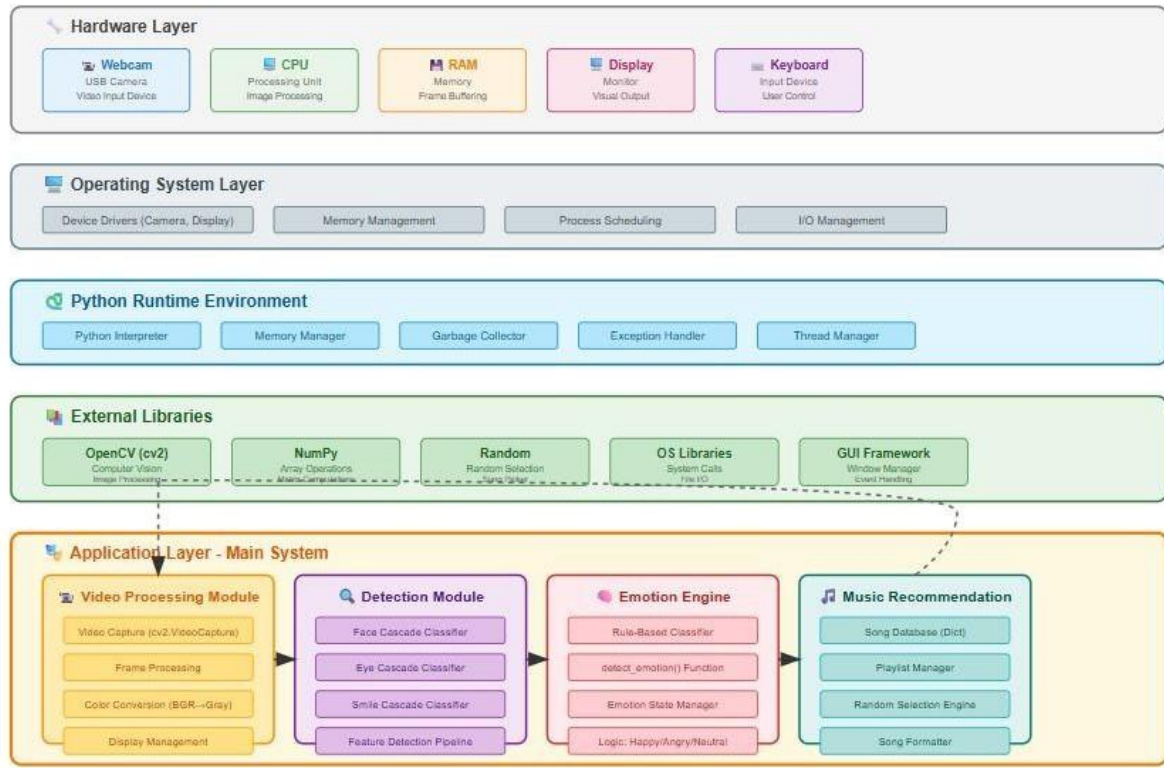 Hardware Layer
Webcam
USB Camera
Video Input Device
CPU
Processing Unit
Image Processing
RAM
Memory
Frame Buffering
Display
Monitor
Visual Output
Keyboard
Input Device
User Control
Operating System Layer
Device Drivers (Camera, Display)
Memory Management
Process Scheduling
I/O Management
Python Runtime Environment
Python Interpreter
Memory Manager
Garbage Collector
Exception Handler
Thread Manager
External Libraries
OpenCV (cv2)
Computer Vision
Image Processing
NumPy
Array Operations
Matrix Computations
Random
Random Selection
Song Picker
OS Libraries
System Calls
File I/O
GUI Framework
Window Manager
Event Handling
Application Layer - Main System
Video Processing Module
Video Capture (cv2.VideoCapture)
Frame Processing
Color Conversion (BGR→Gray)
Display Management
Detection Module
Face Cascade Classifier
Eye Cascade Classifier
Smile Cascade Classifier
Feature Detection Pipeline
Emotion Engine
Rule-Based Classifier
detect_emotion() Function
Emotion State Manager
Logic: Happy/Angry/Neutral
Music Recommendation
Song Database (Dict)
Playlist Manager
Random Selection Engine
Song Formatter